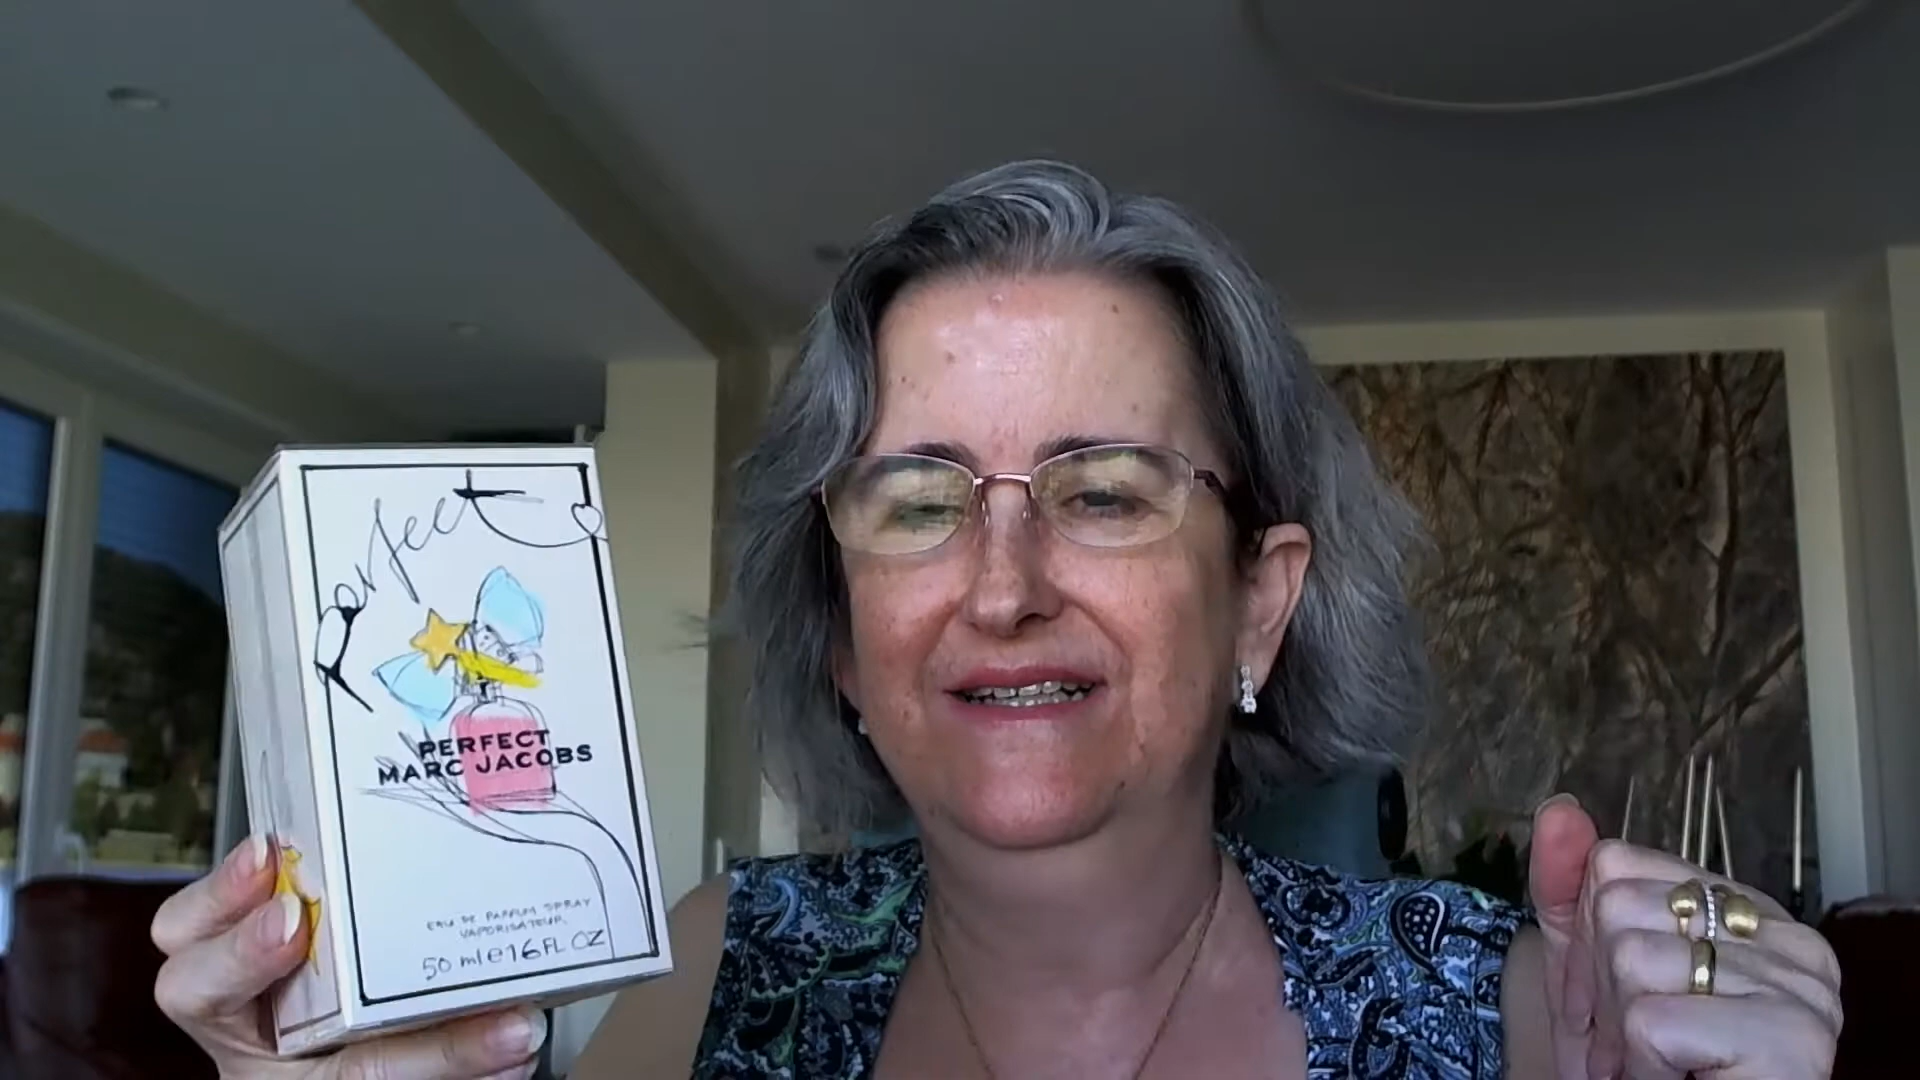 Perfect
PERFECT
MARC JACOBS
EAU DE PARFUM SPRAY
VAPORISATEUR
50 ml e 1.6 FL OZ